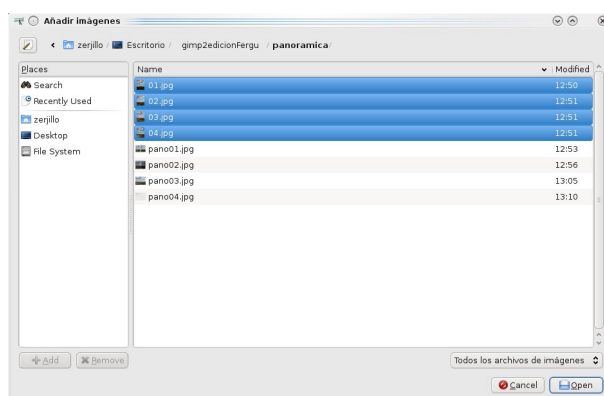 Añadir imágenes
zerjillo / Escritorio / gimp2edicionFergu / panoramica
Places
Search
Recently Used
zerjillo
Desktop
File System
Name Modified
01.jpg 12:50
02.jpg 12:51
03.jpg 12:51
04.jpg 12:51
pano01.jpg 12:53
pano02.jpg 12:56
pano03.jpg 13:05
pano04.jpg 13:10
Add Remove
Todos los archivos de imágenes
Cancel Open